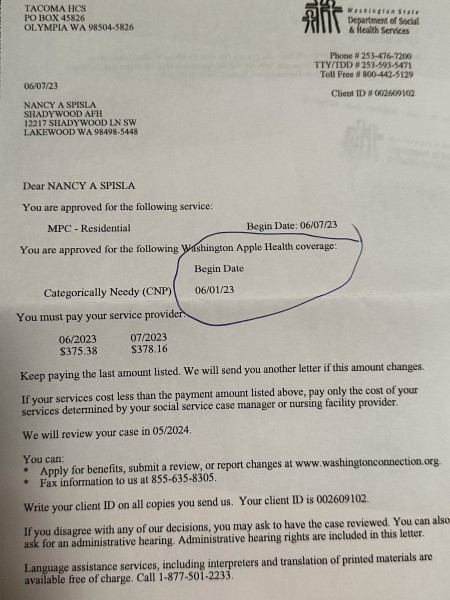 TACOMA HCS
PO BOX 45826
OLYMPIA WA 98504-5826
Washington State
Department of Social
& Health Services
Phone # 253-476-7200
TTY/TDD # 253-593-5471
Toll Free # 800-442-5129
06/07/23
Client ID # 002609102
NANCY A SPISLA
SHADYWOOD AFH
12217 SHADYWOOD LN SW
LAKEWOOD WA 98498-5448
Dear NANCY A SPISLA
You are approved for the following service:
MPC - Residential Begin Date: 06/07/23
You are approved for the following Washington Apple Health coverage:
Begin Date
Categorically Needy (CNP) 06/01/23
You must pay your service provider:
06/2023 07/2023
$375.38 $378.16
Keep paying the last amount listed. We will send you another letter if this amount changes.
If your services cost less than the payment amount listed above, pay only the cost of your
services determined by your social service case manager or nursing facility provider.
We will review your case in 05/2024.
You can:
* Apply for benefits, submit a review, or report changes at www.washingtonconnection.org.
* Fax information to us at 855-635-8305.
Write your client ID on all copies you send us. Your client ID is 002609102.
If you disagree with any of our decisions, you may ask to have the case reviewed. You can also
ask for an administrative hearing. Administrative hearing rights are included in this letter.
Language assistance services, including interpreters and translation of printed materials are
available free of charge. Call 1-877-501-2233.